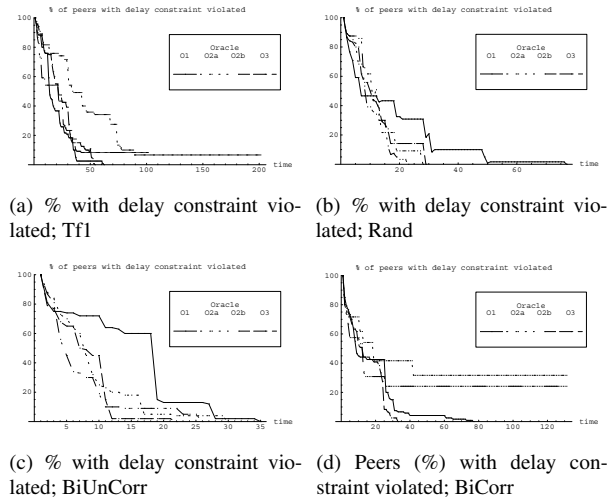 % of peers with delay constraint violated
100
80
60
40
20
50
100
150
200
time
Oracle
O1 O2a O2b O3
(a) % with delay constraint vio-
lated; Tf1
% of peers with delay constraint violated
100
80
60
40
20
20
40
60
time
Oracle
O1 O2a O2b O3
(b) % with delay constraint vio-
lated; Rand
% of peers with delay constraint violated
100
80
60
40
20
5
10
15
20
25
30
35
time
Oracle
O1 O2a O2b O3
(c) % with delay constraint vio-
lated; BiUnCorr
% of peers with delay constraint violated
100
80
60
40
20
20
40
60
80
100
120
time
Oracle
O1 O2a O2b O3
(d) Peers (%) with delay con-
straint violated; BiCorr